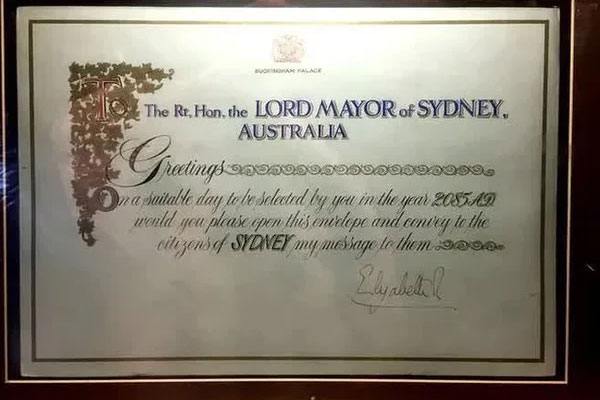 BUCKINGHAM PALACE
To The Rt. Hon. the LORD MAYOR of SYDNEY,
AUSTRALIA
Greetings
On a suitable day to be selected by you in the year 2085 A.D.
would you please open this envelope and convey to the
citizens of SYDNEY my message to them
Elizabeth R